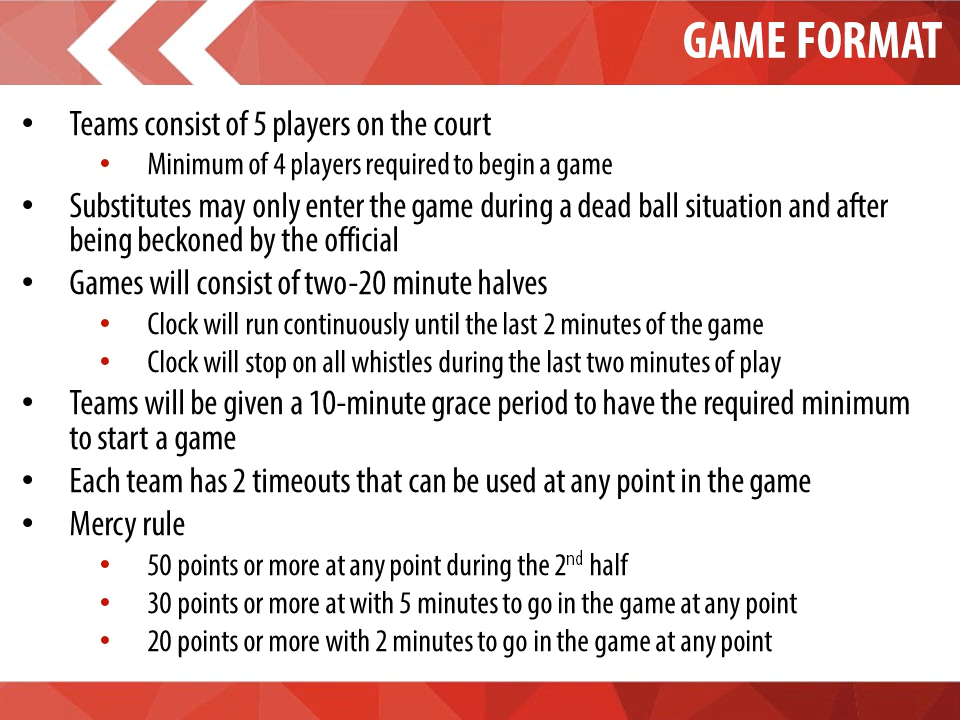 GAME FORMAT
• Teams consist of 5 players on the court
• Minimum of 4 players required to begin a game
• Substitutes may only enter the game during a dead ball situation and after
being beckoned by the official
• Games will consist of two-20 minute halves
• Clock will run continuously until the last 2 minutes of the game
• Clock will stop on all whistles during the last two minutes of play
• Teams will be given a 10-minute grace period to have the required minimum
to start a game
• Each team has 2 timeouts that can be used at any point in the game
• Mercy rule
• 50 points or more at any point during the 2nd half
• 30 points or more at with 5 minutes to go in the game at any point
• 20 points or more with 2 minutes to go in the game at any point